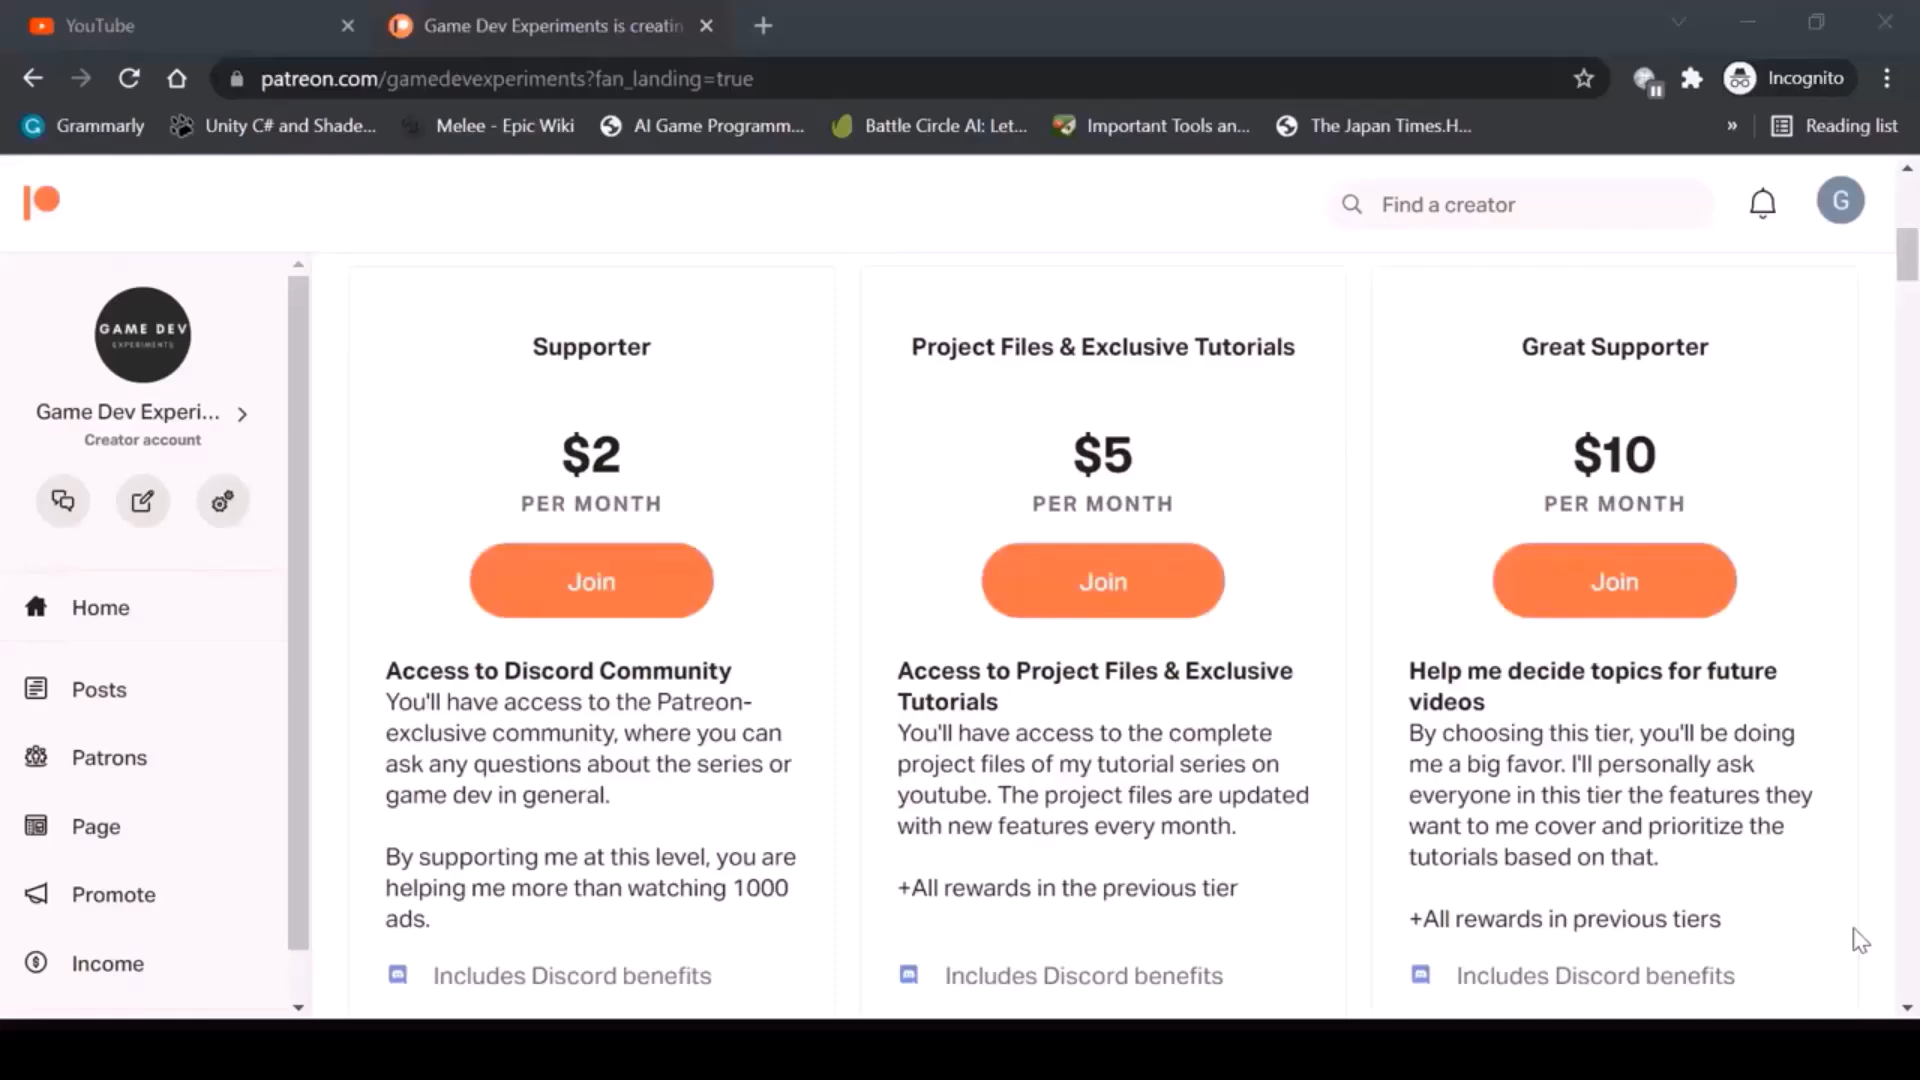 YouTube
Game Dev Experiments is creatin
patreon.com/gamedevexperiments?fan_landing=true
Incognito
Grammarly
Unity C# and Shade...
Melee - Epic Wiki
AI Game Programm...
Battle Circle AI: Let...
Important Tools an...
The Japan Times.H...
»
Reading list
Find a creator
G
GAME DEV
EXPERIMENTS
Game Dev Experi...
Creator account
Home
Posts
Patrons
Page
Promote
Income
Supporter
$2
PER MONTH
Join
Access to Discord Community
You'll have access to the Patreon-
exclusive community, where you can
ask any questions about the series or
game dev in general.
By supporting me at this level, you are
helping me more than watching 1000
ads.
Includes Discord benefits
Project Files & Exclusive Tutorials
$5
PER MONTH
Join
Access to Project Files & Exclusive
Tutorials
You'll have access to the complete
project files of my tutorial series on
youtube. The project files are updated
with new features every month.
+All rewards in the previous tier
Includes Discord benefits
Great Supporter
$10
PER MONTH
Join
Help me decide topics for future
videos
By choosing this tier, you'll be doing
me a big favor. I'll personally ask
everyone in this tier the features they
want to me cover and prioritize the
tutorials based on that.
+All rewards in previous tiers
Includes Discord benefits